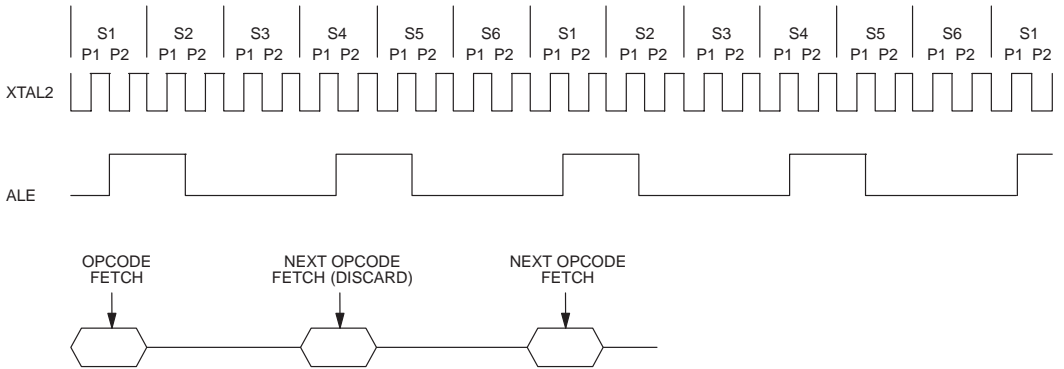 S1 S2 S3 S4 S5 S6 S1 S2 S3 S4 S5 S6 S1
P1 P2 P1 P2 P1 P2 P1 P2 P1 P2 P1 P2 P1 P2 P1 P2 P1 P2 P1 P2 P1 P2 P1 P2 P1 P2
XTAL2
ALE
OPCODE FETCH
NEXT OPCODE FETCH (DISCARD)
NEXT OPCODE FETCH